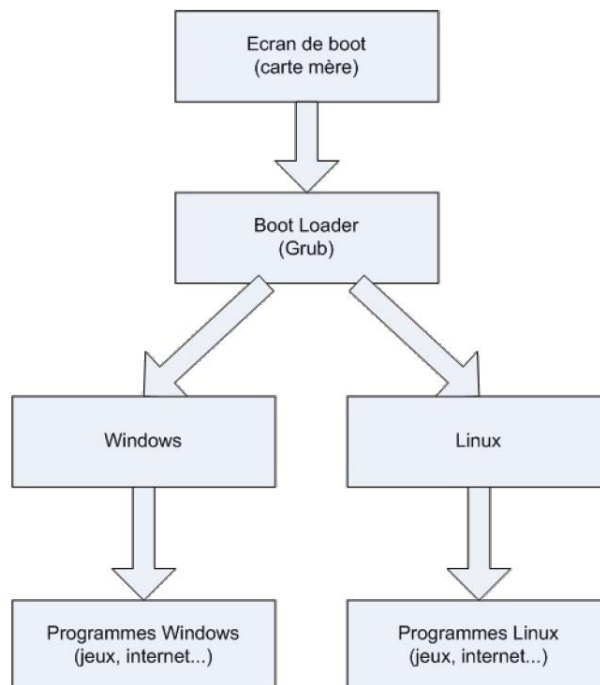 Ecran de boot
(carte mère)
Boot Loader
(Grub)
Windows
Linux
Programmes Windows
(jeux, internet...)
Programmes Linux
(jeux, internet...)